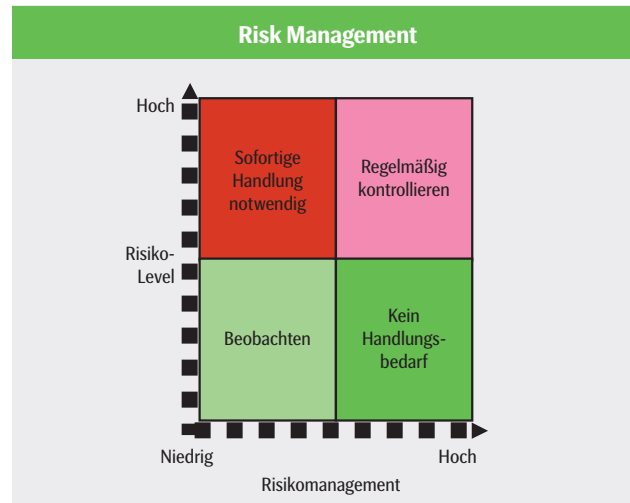 Risk Management
Hoch
Sofortige
Handlung
notwendig
Regelmäßig
kontrollieren
Risiko-
Level
Beobachten
Kein
Handlungs-
bedarf
Niedrig
Hoch
Risikomanagement